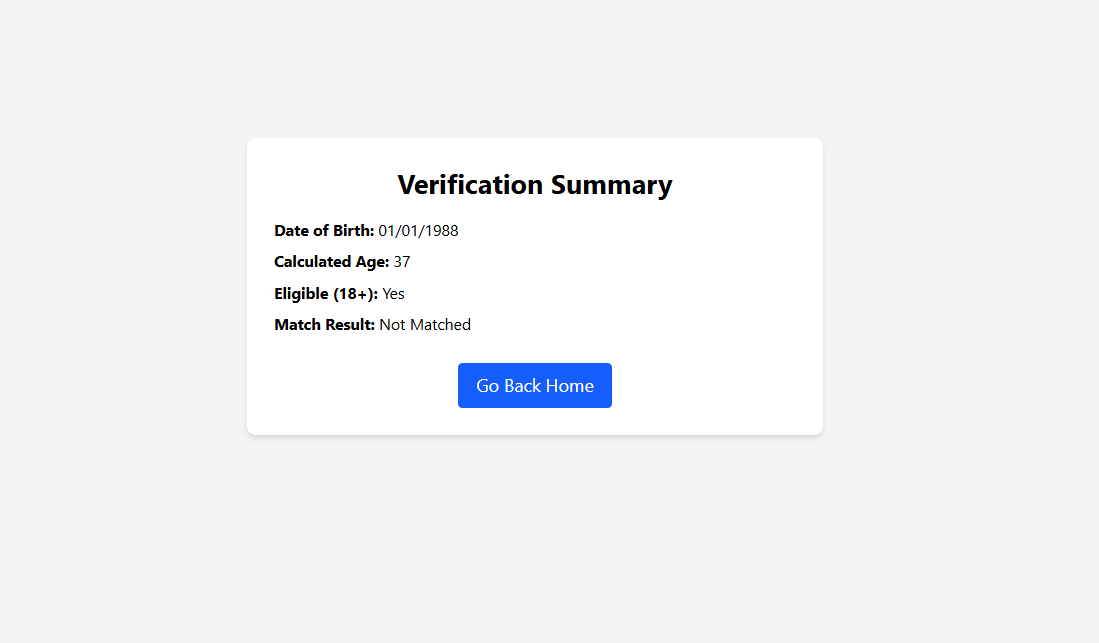 Verification Summary
Date of Birth: 01/01/1988
Calculated Age: 37
Eligible (18+): Yes
Match Result: Not Matched
Go Back Home